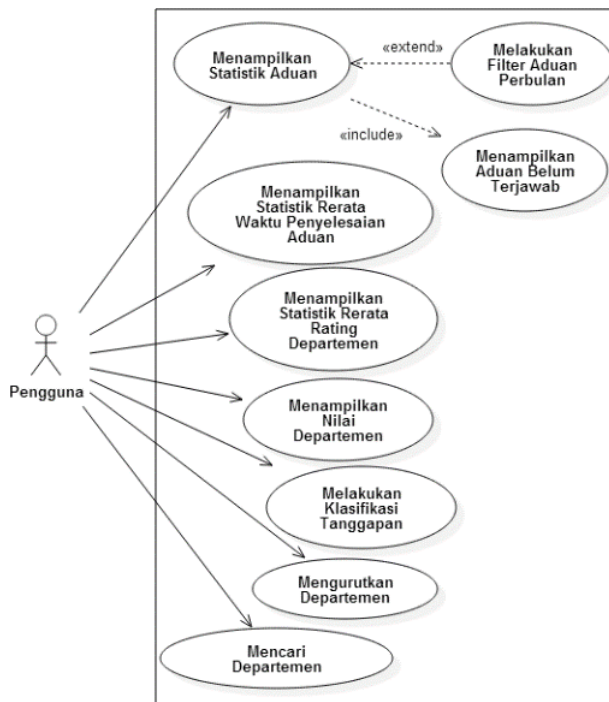 Menampilkan
Statistik Aduan
«extend»
Melakukan
Filter Aduan
Perbulan
«include»
Menampilkan
Aduan Belum
Terjawab
Menampilkan
Statistik Rerata
Waktu Penyelesaian
Aduan
Menampilkan
Statistik Rerata
Rating
Departemen
Pengguna
Menampilkan
Nilai
Departemen
Melakukan
Klasifikasi
Tanggapan
Mengurutkan
Departemen
Mencari
Departemen